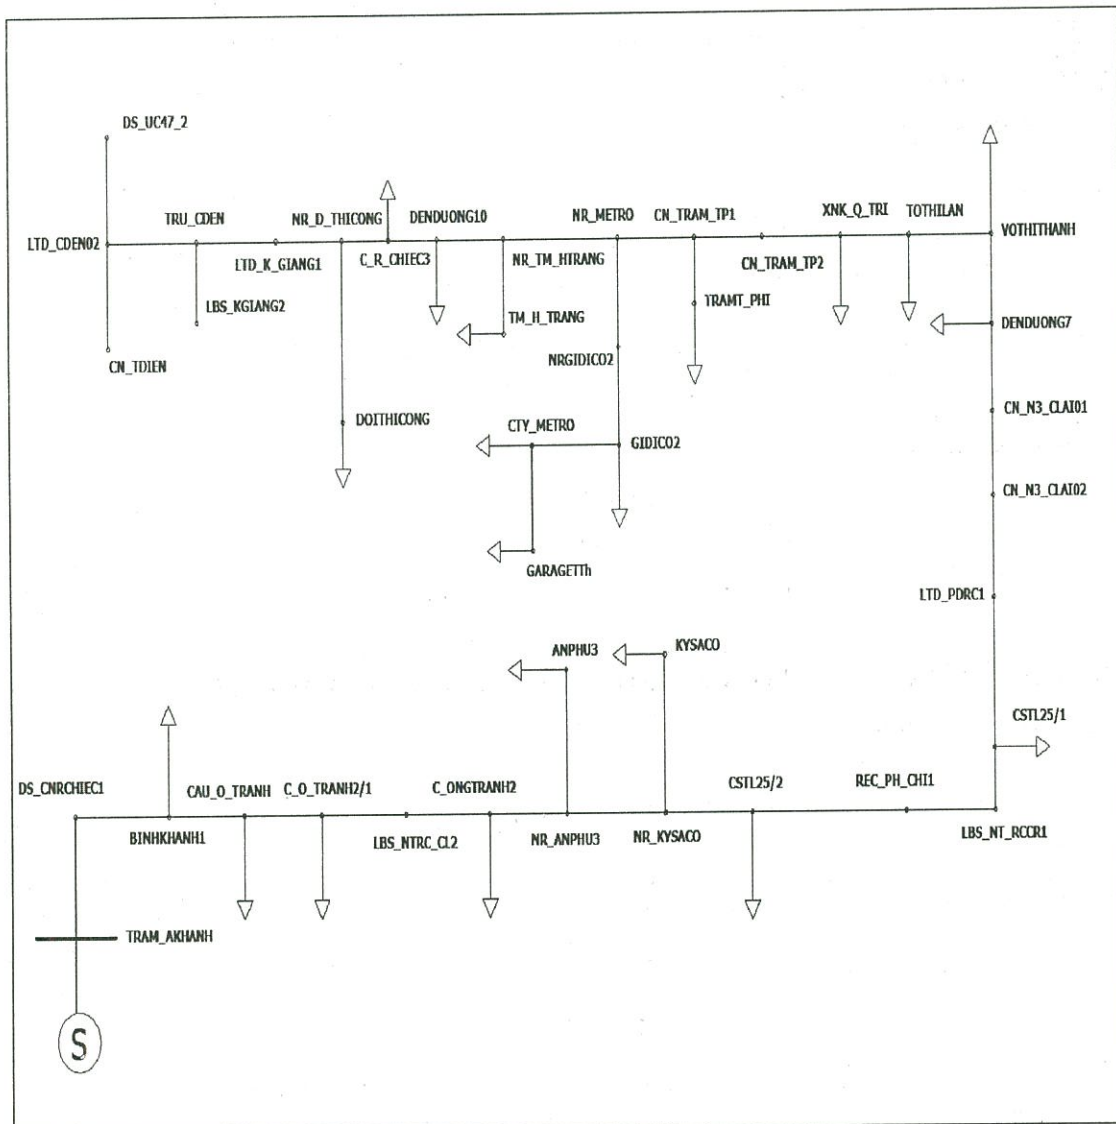 DS_UC47_2
TRU_CDEN
NR_D_THICONG
DENDUONG10
NR_METRO
CN_TRAM_TP1
XNK_Q_TRI
TOTHILAN
LTD_CDEN02
LTD_K_GIANG1
C_R_CHIEC3
NR_TM_HTRANG
CN_TRAM_TP2
VOTHITHANH
LBS_KGIANG2
TM_H_TRANG
TRAMT_PHI
DENDUONG7
CN_TDIEN
NRGIDICO2
DOITHICONG
CTY_METRO
GIDICO2
CN_N3_CLAI01
CN_N3_CLAI02
GARAGETTh
LTD_PDRC1
ANPHU3
KYSACO
CSTL25/1
DS_CNRCHIEC1
CAU_O_TRANH
C_O_TRANH2/1
C_ONGTRANH2
CSTL25/2
REC_PH_CHI1
BINHKHANH1
LBS_NTRC_CL2
NR_ANPHU3
NR_KYSACO
LBS_NT_RCCR1
TRAM_AKHANH
S